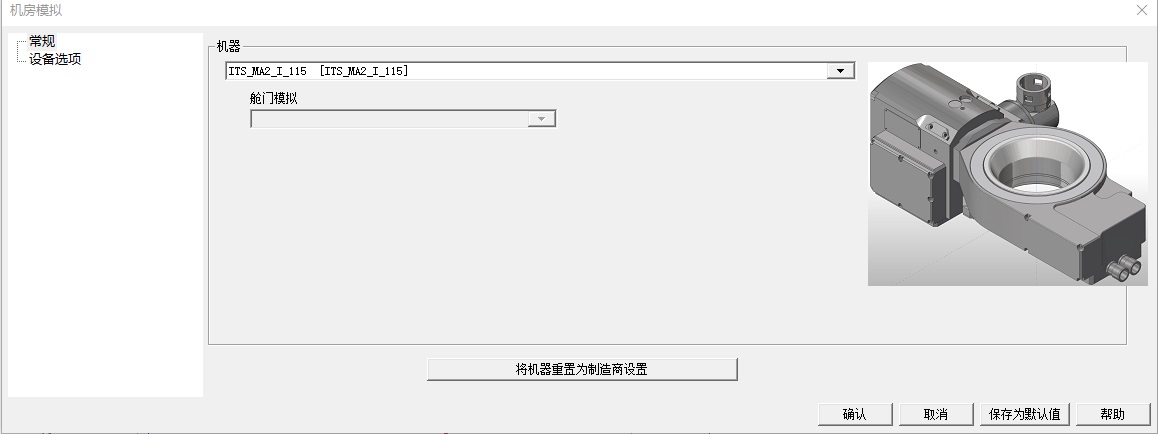 机房模拟
常规
设备选项
机器
ITS_MA2_I_115 [ITS_MA2_I_115]
舱门模拟
将机器重置为制造商设置
确认
取消
保存为默认值
帮助